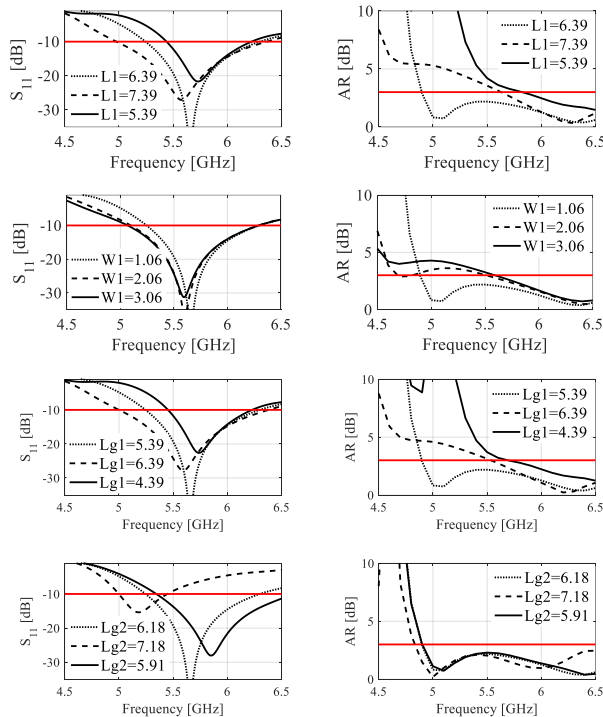 S11 [dB]
-10
-20
-30
L1=6.39
L1=7.39
L1=5.39
4.5 5 5.5 6 6.5
Frequency [GHz]
AR [dB]
10
5
0
L1=6.39
L1=7.39
L1=5.39
4.5 5 5.5 6 6.5
Frequency [GHz]
S11 [dB]
-10
-20
-30
W1=1.06
W1=2.06
W1=3.06
4.5 5 5.5 6 6.5
Frequency [GHz]
AR [dB]
10
5
0
W1=1.06
W1=2.06
W1=3.06
4.5 5 5.5 6 6.5
Frequency [GHz]
S11 [dB]
-10
-20
-30
Lg1=5.39
Lg1=6.39
Lg1=4.39
4.5 5 5.5 6 6.5
Frequency [GHz]
AR [dB]
10
5
0
Lg1=5.39
Lg1=6.39
Lg1=4.39
4.5 5 5.5 6 6.5
Frequency [GHz]
S11 [dB]
-10
-20
-30
Lg2=6.18
Lg2=7.18
Lg2=5.91
4.5 5 5.5 6 6.5
Frequency [GHz]
AR [dB]
10
5
0
Lg2=6.18
Lg2=7.18
Lg2=5.91
4.5 5 5.5 6 6.5
Frequency [GHz]